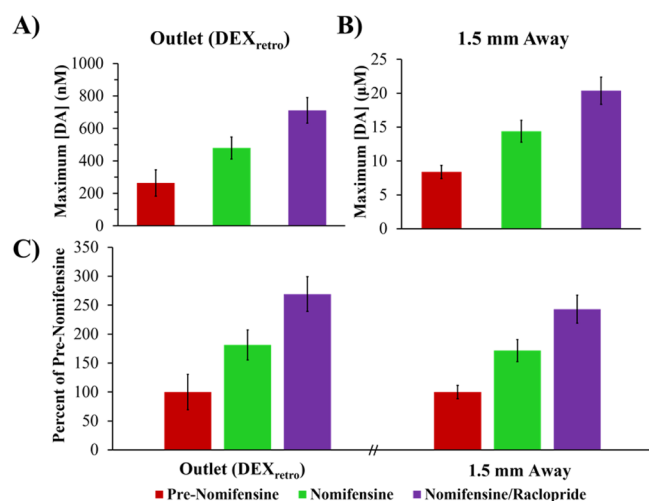 A)
Outlet (DEXretro)
Maximum [DA] (nM)
1000
800
600
400
200
0
B)
1.5 mm Away
Maximum [DA] (µM)
25
20
15
10
5
0
C)
Percent of Pre-Nomifensine
350
300
250
200
150
100
50
0
Outlet (DEXretro)
1.5 mm Away
Pre-Nomifensine Nomifensine Nomifensine/Raclopride